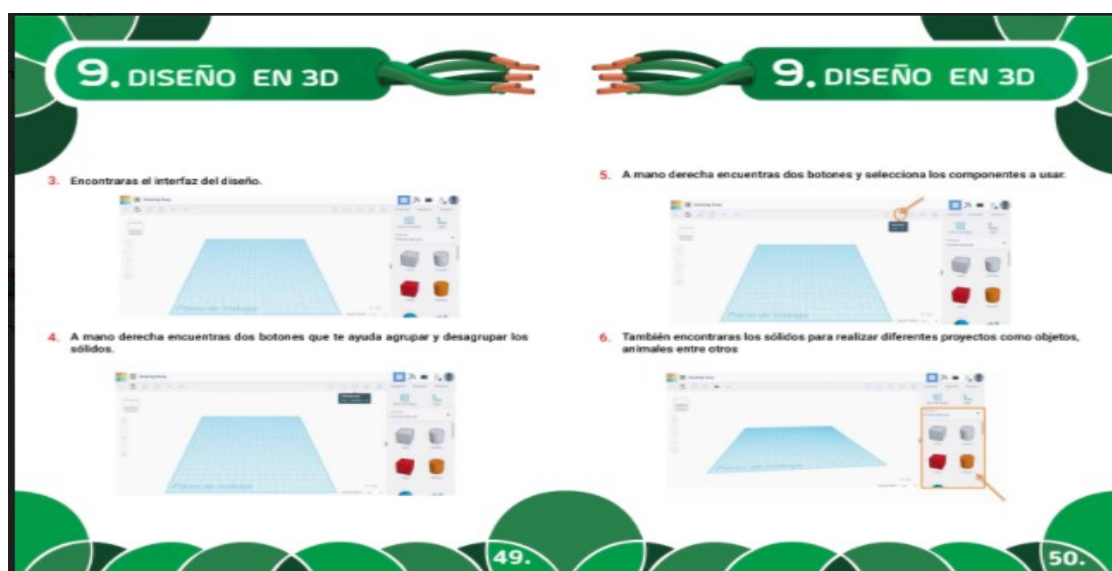 9. DISEÑO EN 3D
3. Encontraras el interfaz del diseño.
Plano de trabajo
4. A mano derecha encuentras dos botones que te ayuda agrupar y desagrupar los
sólidos.
Plano de trabajo
49.
9. DISEÑO EN 3D
5. A mano derecha encuentras dos botones y selecciona los componentes a usar.
Plano de trabajo
6. También encontraras los sólidos para realizar diferentes proyectos como objetos,
animales entre otros
Plano de trabajo
50.